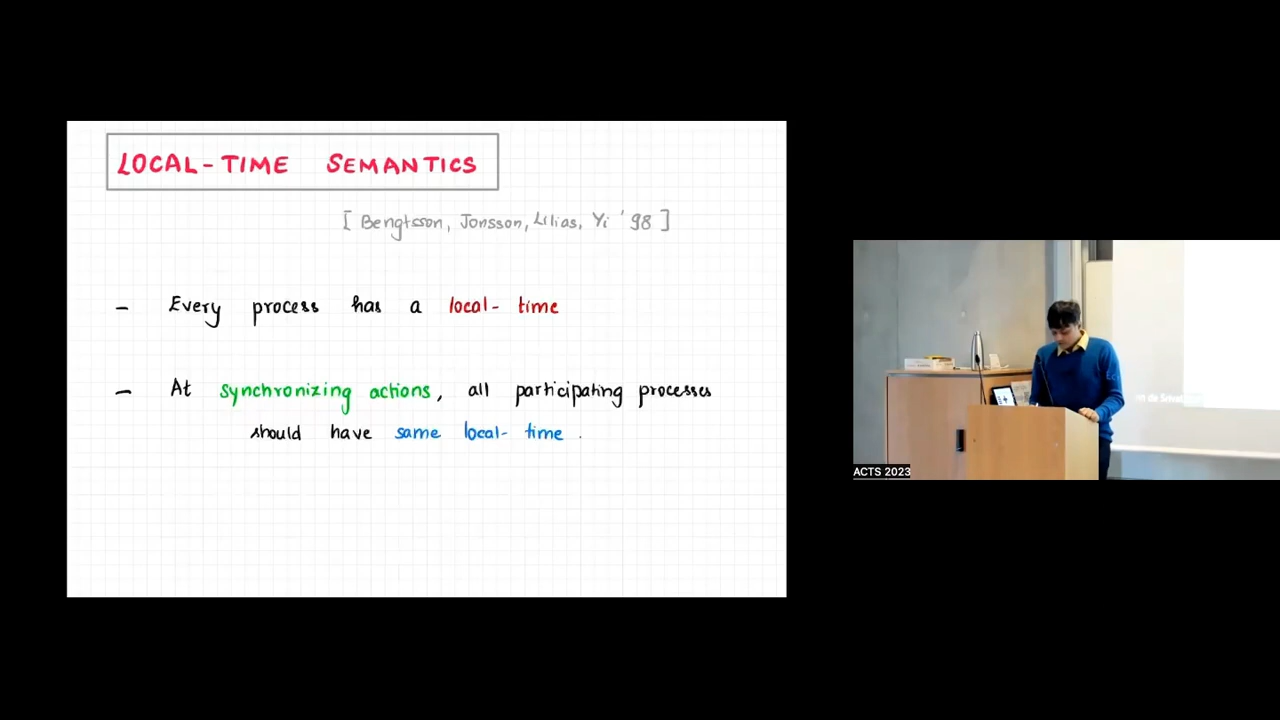 LOCAL-TIME SEMANTICS
[ Bengtsson, Jonsson, Lilias, Yi '98 ]
- Every process has a local-time
- At synchronizing actions, all participating processes
should have same local-time.
ACTS 2023